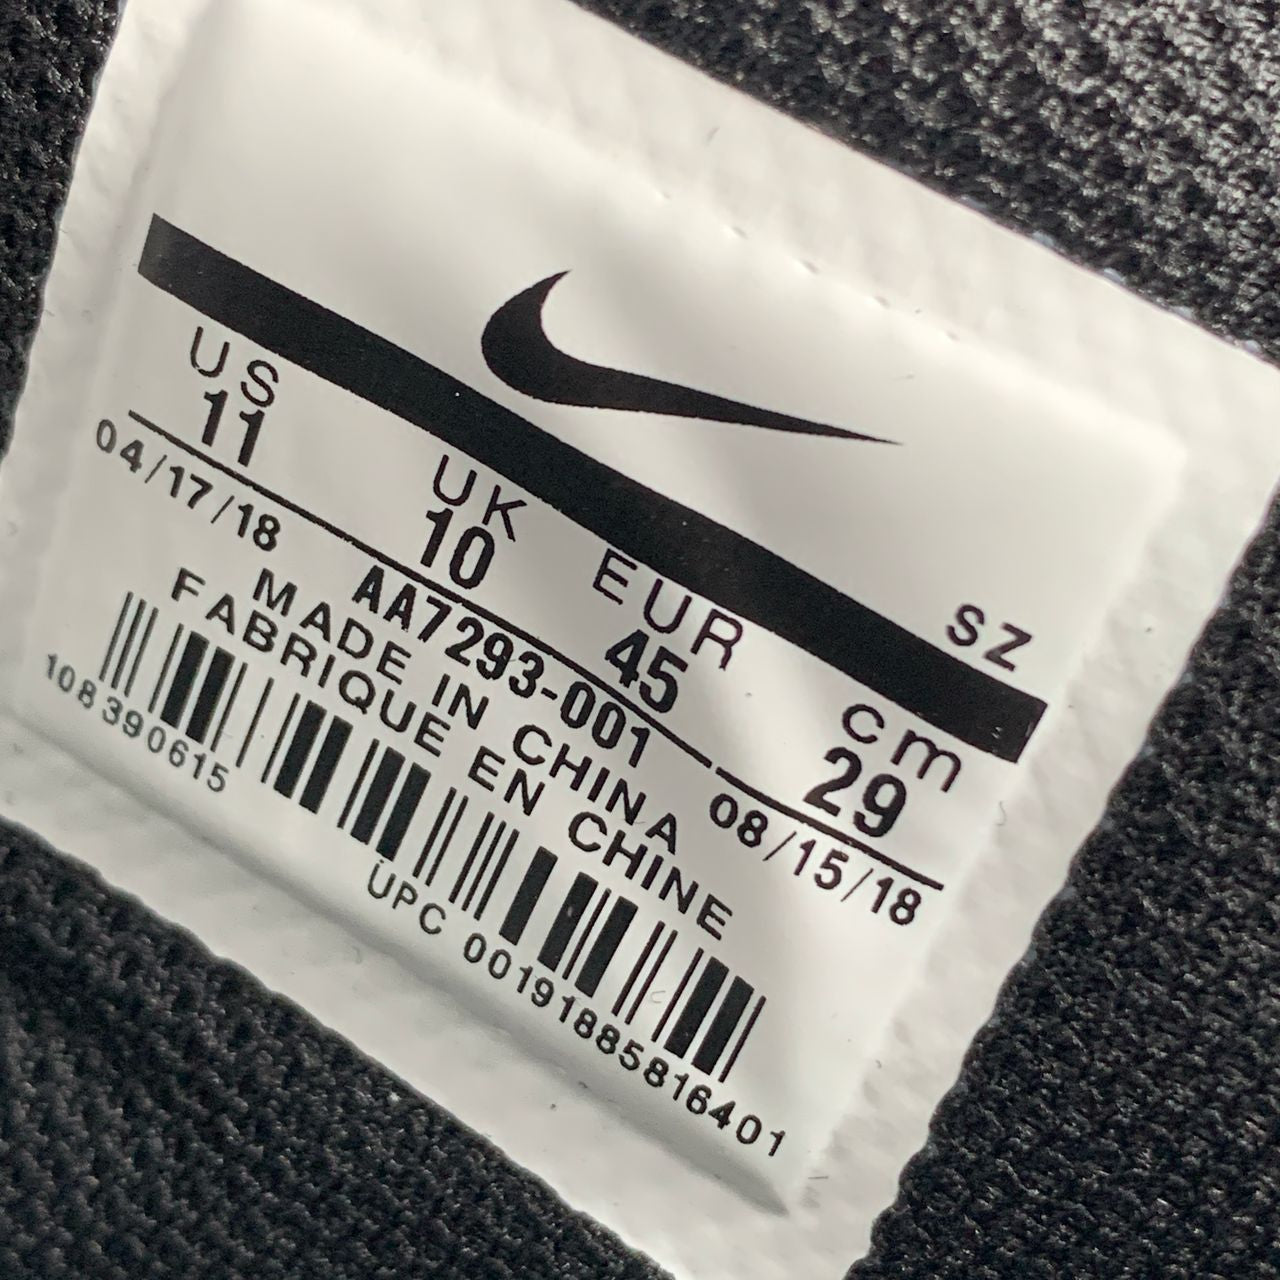 SZ
US UK EUR cm
11 10 45 29
04/17/18 AA7293-001 08/15/18
MADE IN CHINA
FABRIQUE EN CHINE
108390615
UPC 00191885816401